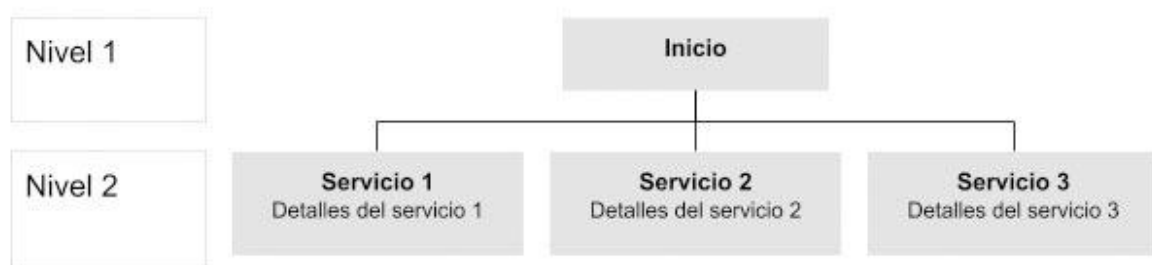 Nivel 1
Inicio
Nivel 2
Servicio 1
Detalles del servicio 1
Servicio 2
Detalles del servicio 2
Servicio 3
Detalles del servicio 3